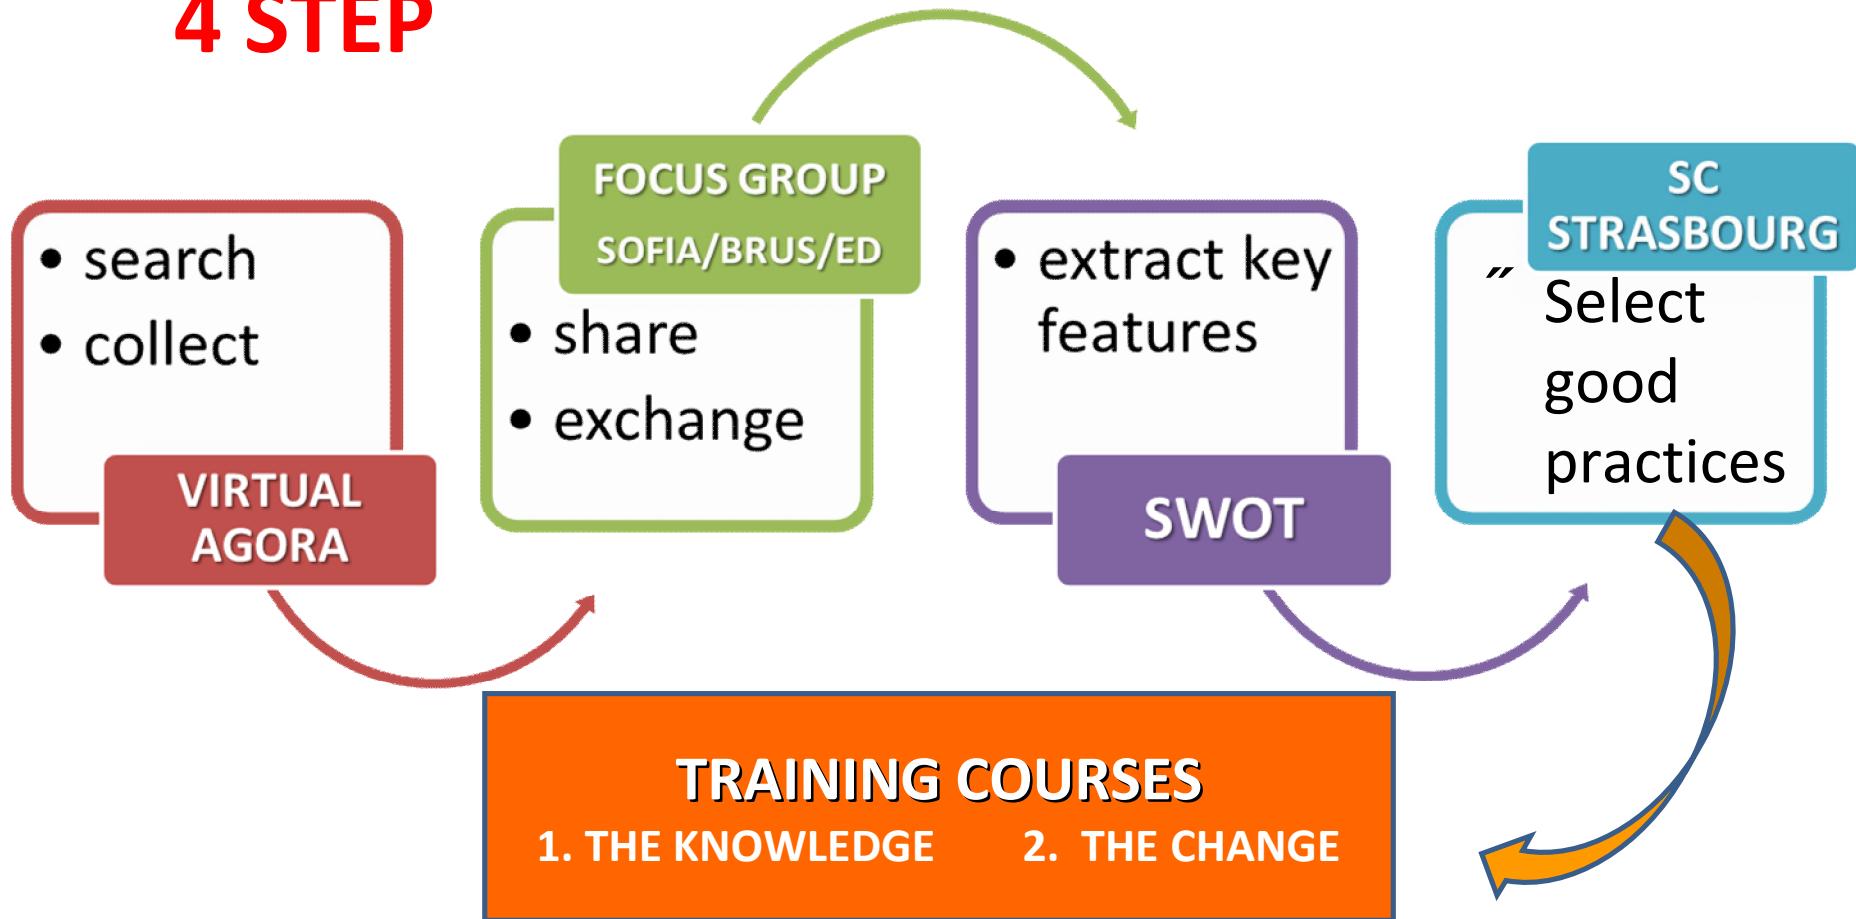 4 STEP
• search
• collect
VIRTUAL
AGORA
FOCUS GROUP
SOFIA/BRUS/ED
• share
• exchange
• extract key
features
SWOT
SC
STRASBOURG
˝ Select
good
practices
TRAINING COURSES
1. THE KNOWLEDGE 2. THE CHANGE